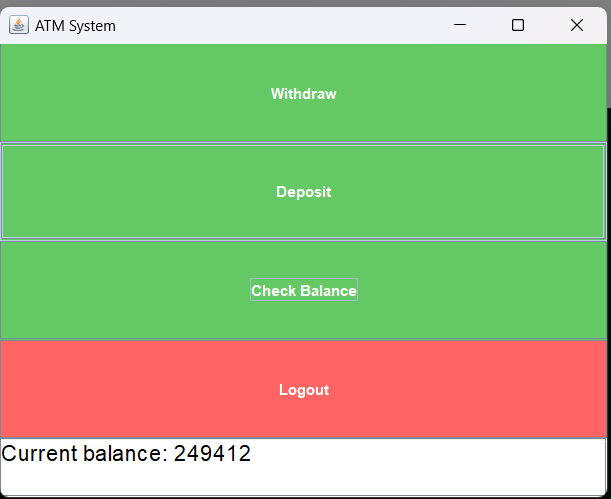 ATM System
Withdraw
Deposit
Check Balance
Logout
Current balance: 249412